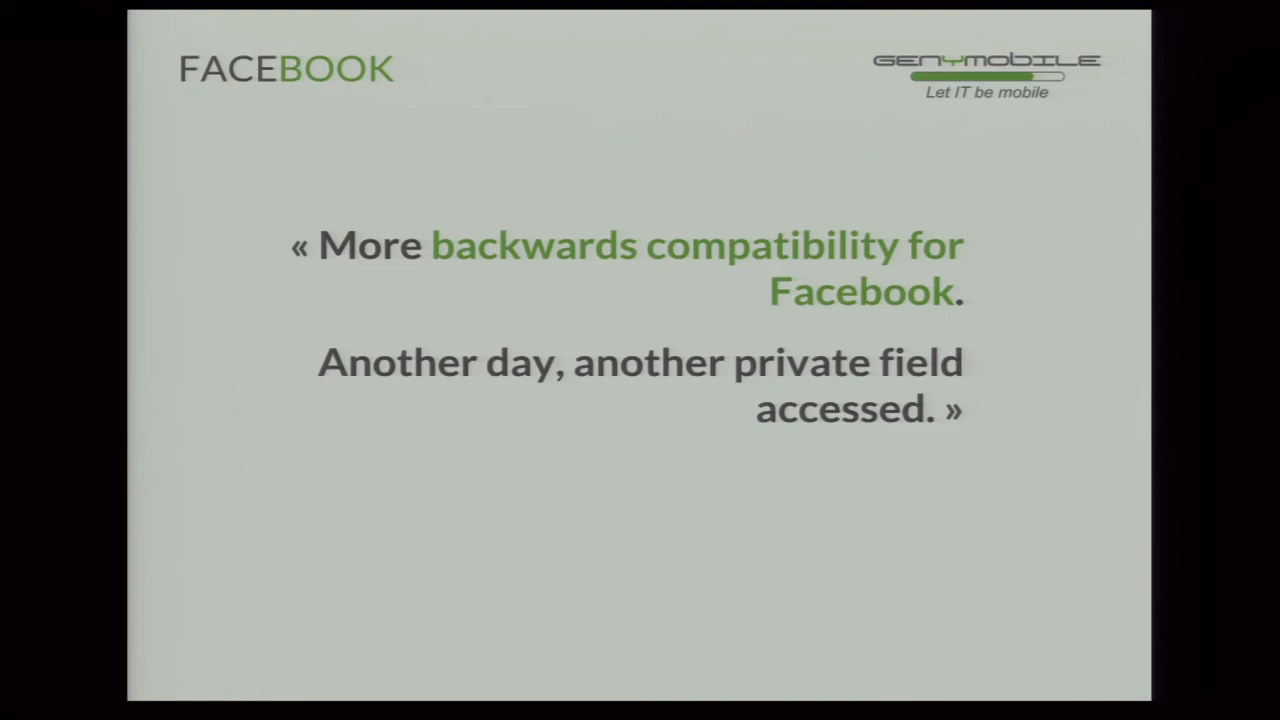 FACEBOOK
GENYMOBILE
Let IT be mobile
« More backwards compatibility for
Facebook.
Another day, another private field
accessed. »